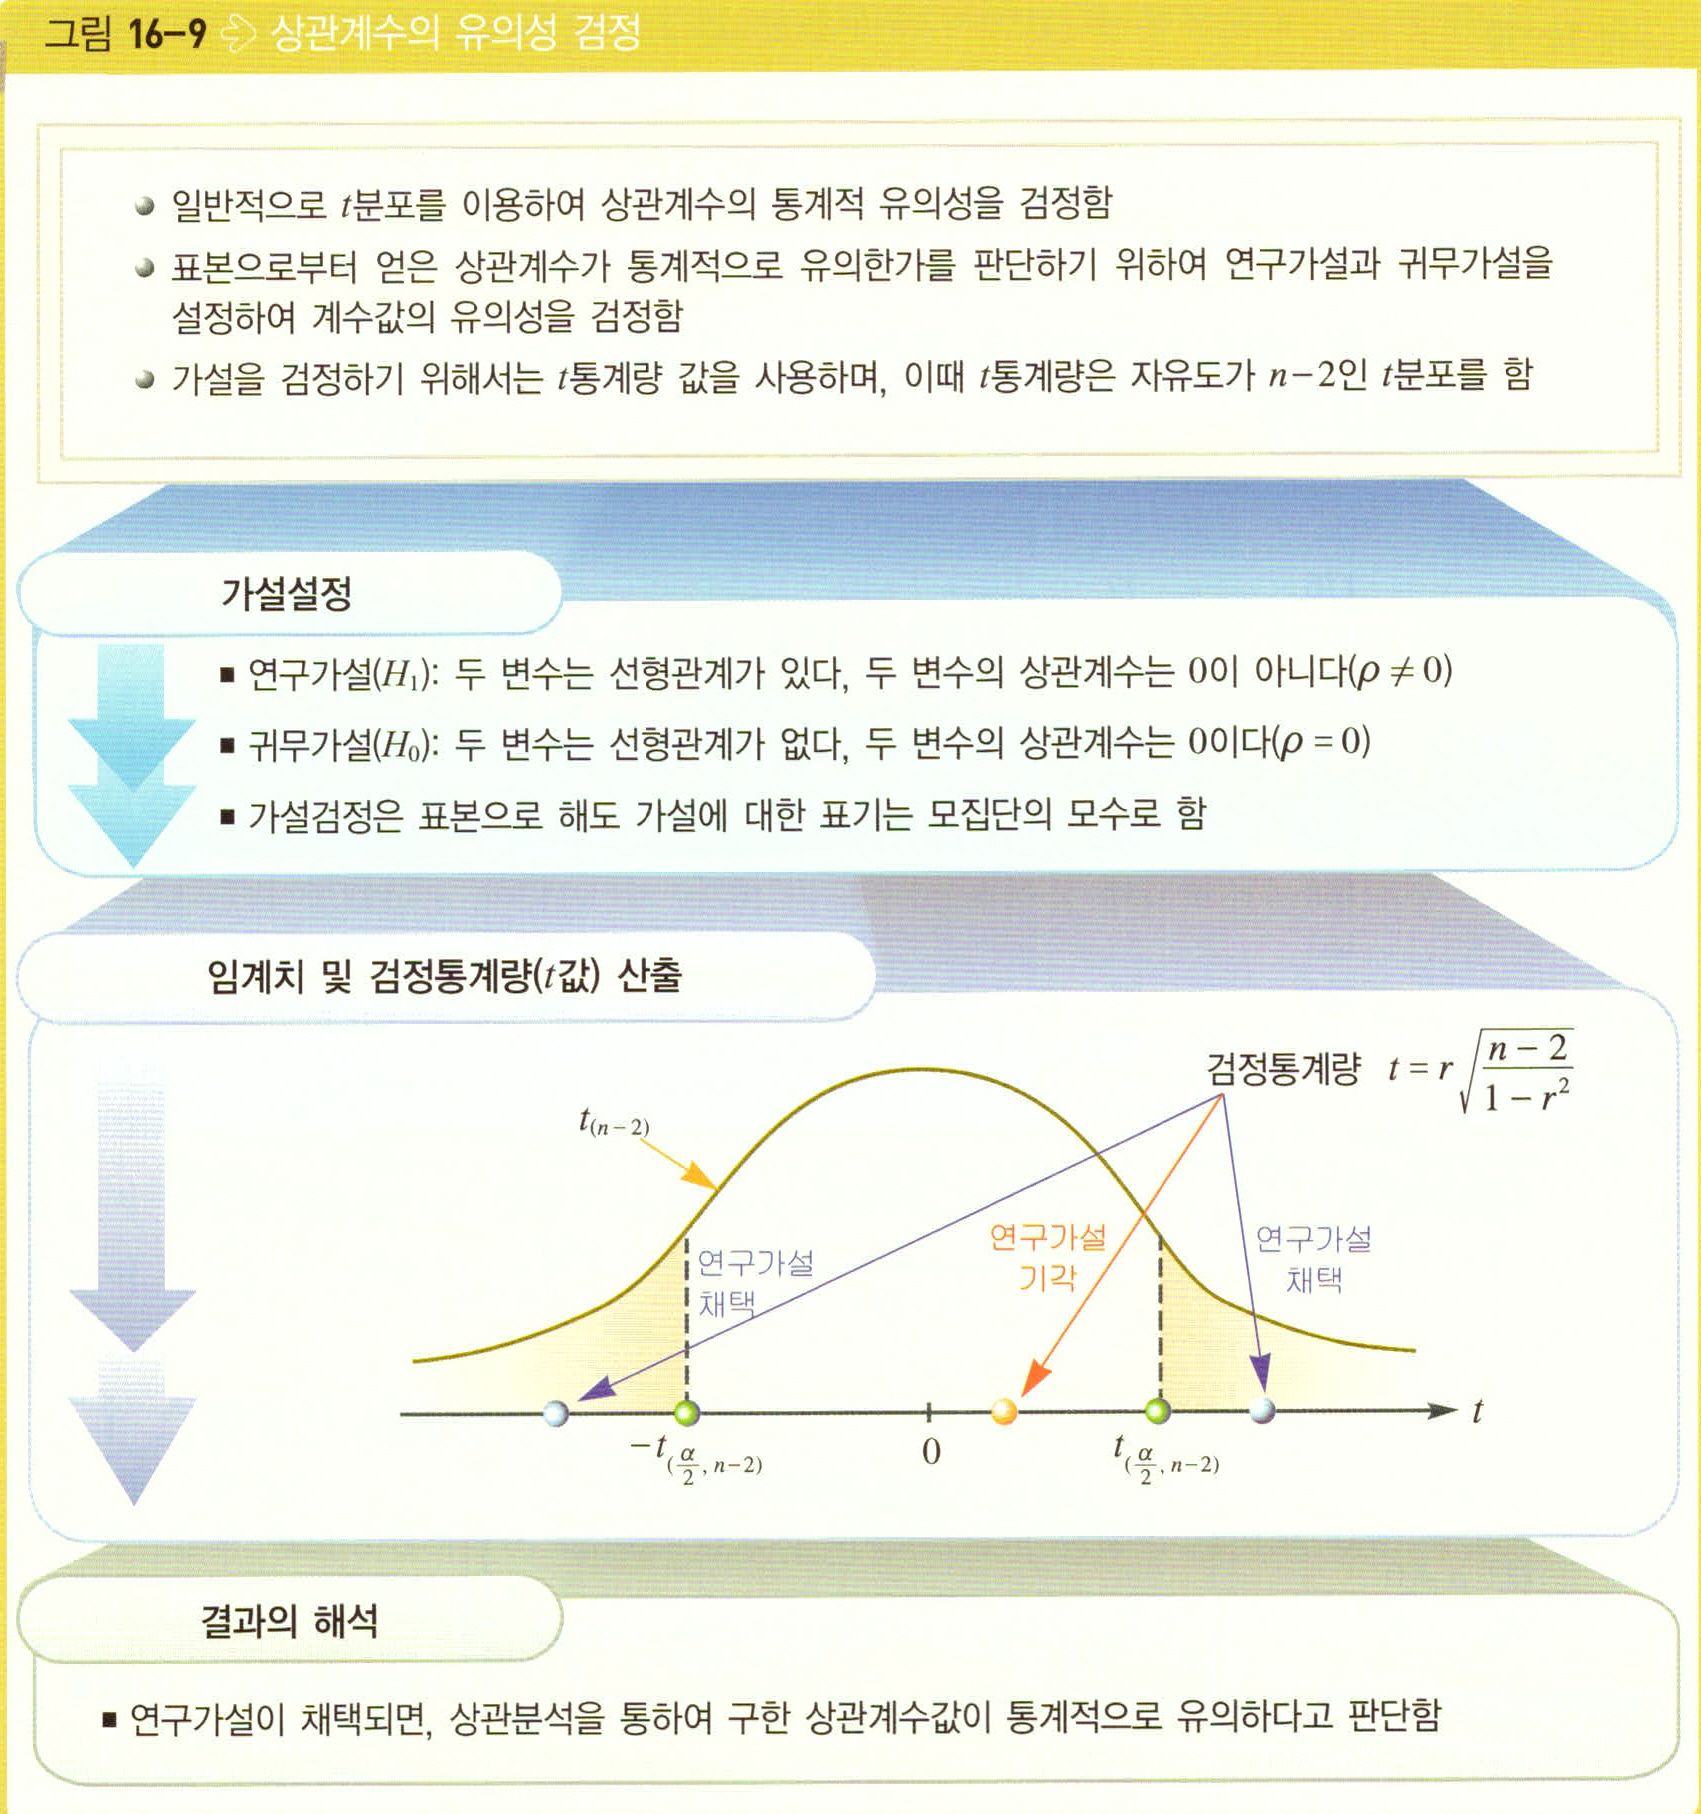 그림 16-9 ➪ 상관계수의 유의성 검정
일반적으로 t분포를 이용하여 상관계수의 통계적 유의성을 검정함
표본으로부터 얻은 상관계수가 통계적으로 유의한가를 판단하기 위하여 연구가설과 귀무가설을
설정하여 계수값의 유의성을 검정함
가설을 검정하기 위해서는 t통계량 값을 사용하며, 이때 t통계량은 자유도가 n-2인 t분포를 함
가설설정
■ 연구가설(H₁): 두 변수는 선형관계가 있다, 두 변수의 상관계수는 0이 아니다(ρ ≠ 0)
■ 귀무가설(H₀): 두 변수는 선형관계가 없다, 두 변수의 상관계수는 0이다(ρ = 0)
■ 가설검정은 표본으로 해도 가설에 대한 표기는 모집단의 모수로 함
임계치 및 검정통계량(t값) 산출
검정통계량 t = r√((n - 2)/(1 - r²))
t(n-2)
연구가설
채택
연구가설
기각
연구가설
채택
-t(α/2, n-2)
0
t(α/2, n-2)
t
결과의 해석
■ 연구가설이 채택되면, 상관분석을 통하여 구한 상관계수값이 통계적으로 유의하다고 판단함